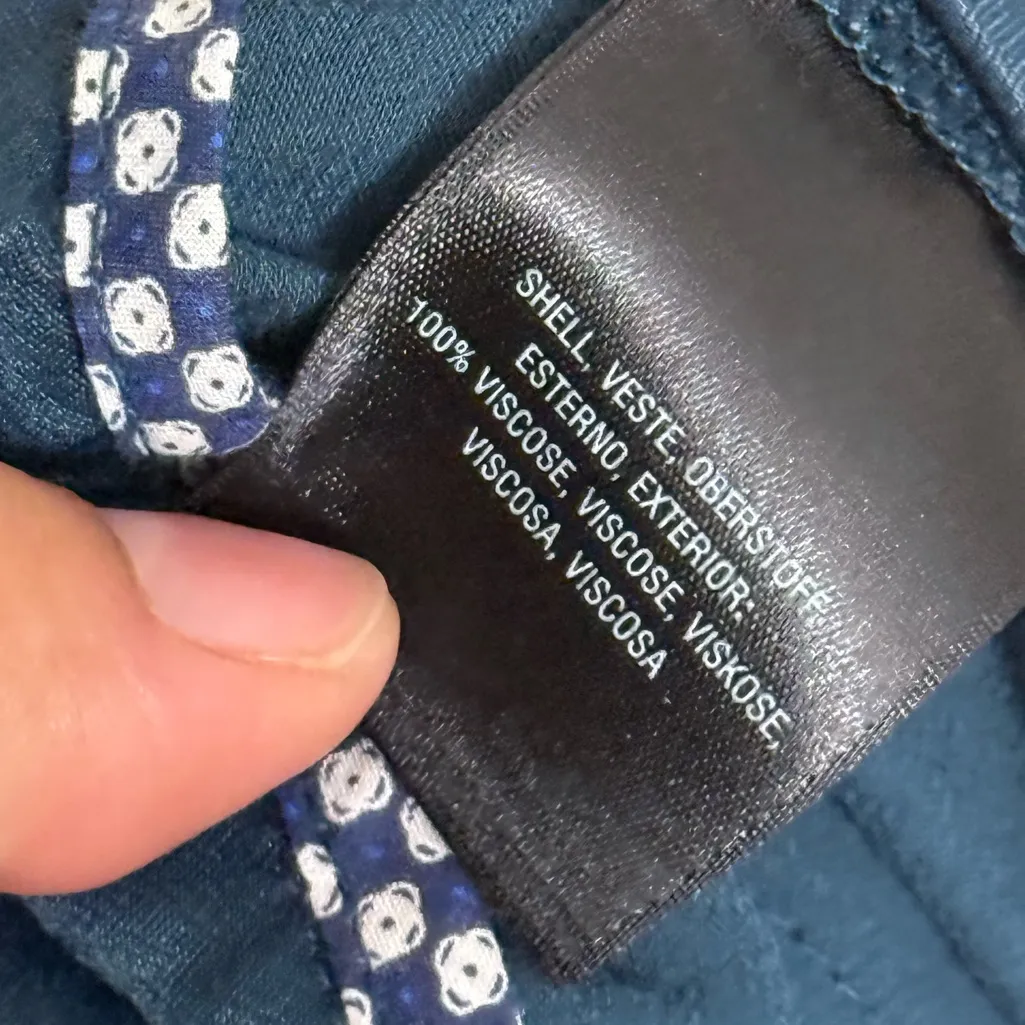 SHELL, VESTE, OBERSTOFF,
ESTERNO, EXTERIOR:
100% VISCOSE, VISCOSE, VISKOSE,
VISCOSA, VISCOSA